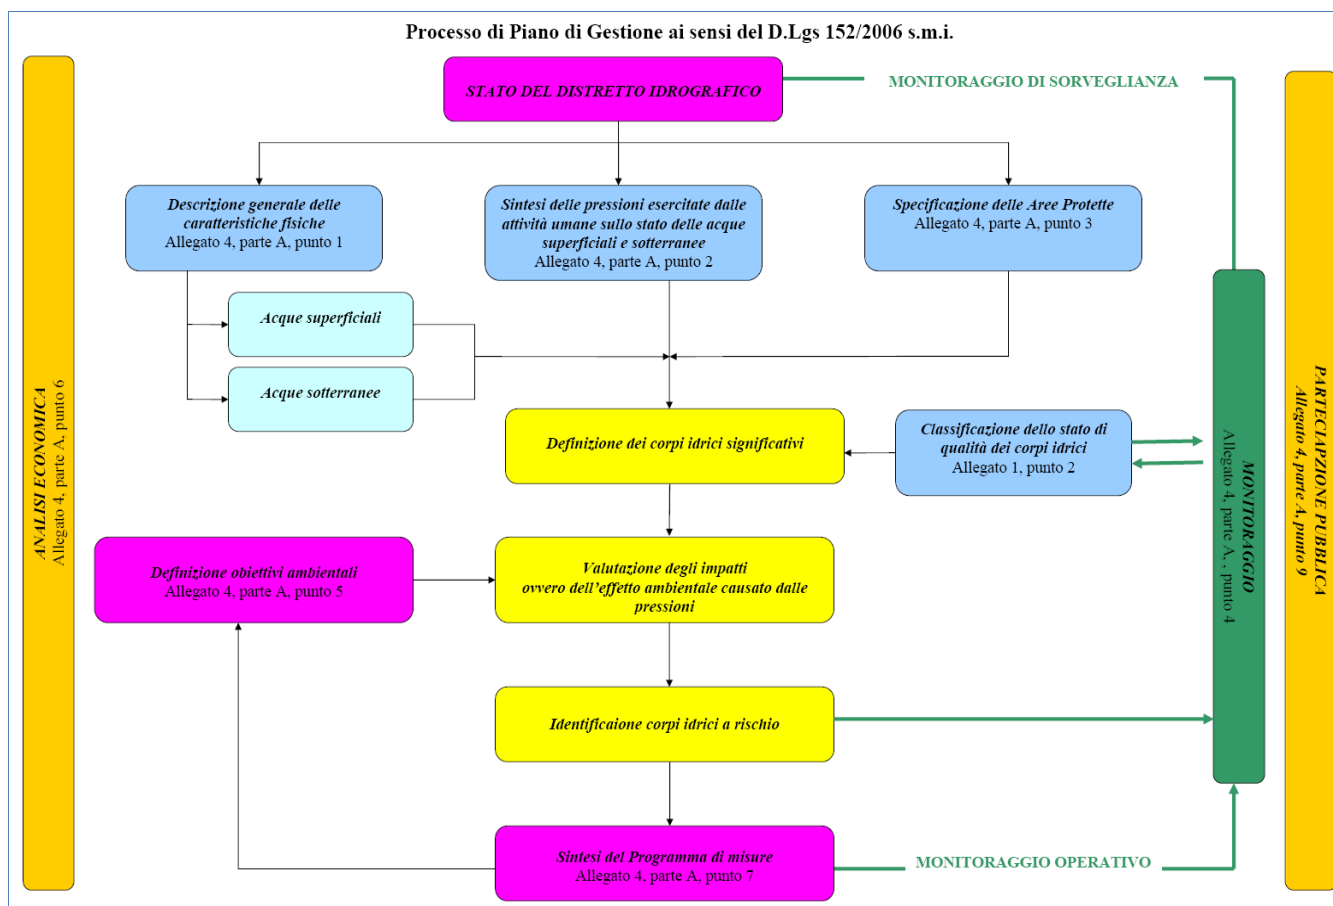 Processo di Piano di Gestione ai sensi del D.Lgs 152/2006 s.m.i.
STATO DEL DISTRETTO IDROGRAFICO
MONITORAGGIO DI SORVEGLIANZA
Descrizione generale delle
caratteristiche fisiche
Allegato 4, parte A, punto 1
Sintesi delle pressioni esercitate dalle
attività umane sullo stato delle acque
superficiali e sotterranee
Allegato 4, parte A, punto 2
Specificazione delle Aree Protette
Allegato 4, parte A, punto 3
Acque superficiali
Acque sotterranee
Definizione dei corpi idrici significativi
Classificazione dello stato di
qualità dei corpi idrici
Allegato 1, punto 2
Definizione obiettivi ambientali
Allegato 4, parte A, punto 5
Valutazione degli impatti
ovvero dell'effetto ambientale causato dalle
pressioni
Identificaione corpi idrici a rischio
Sintesi del Programma di misure
Allegato 4, parte A, punto 7
MONITORAGGIO OPERATIVO
ANALISI ECONOMICA
Allegato 4, parte A, punto 6
MONITORAGGIO
Allegato 4, parte A, , punto 4
PARTECIAPZIONE PUBBLICA
Allegato 4, parte A, punto 9